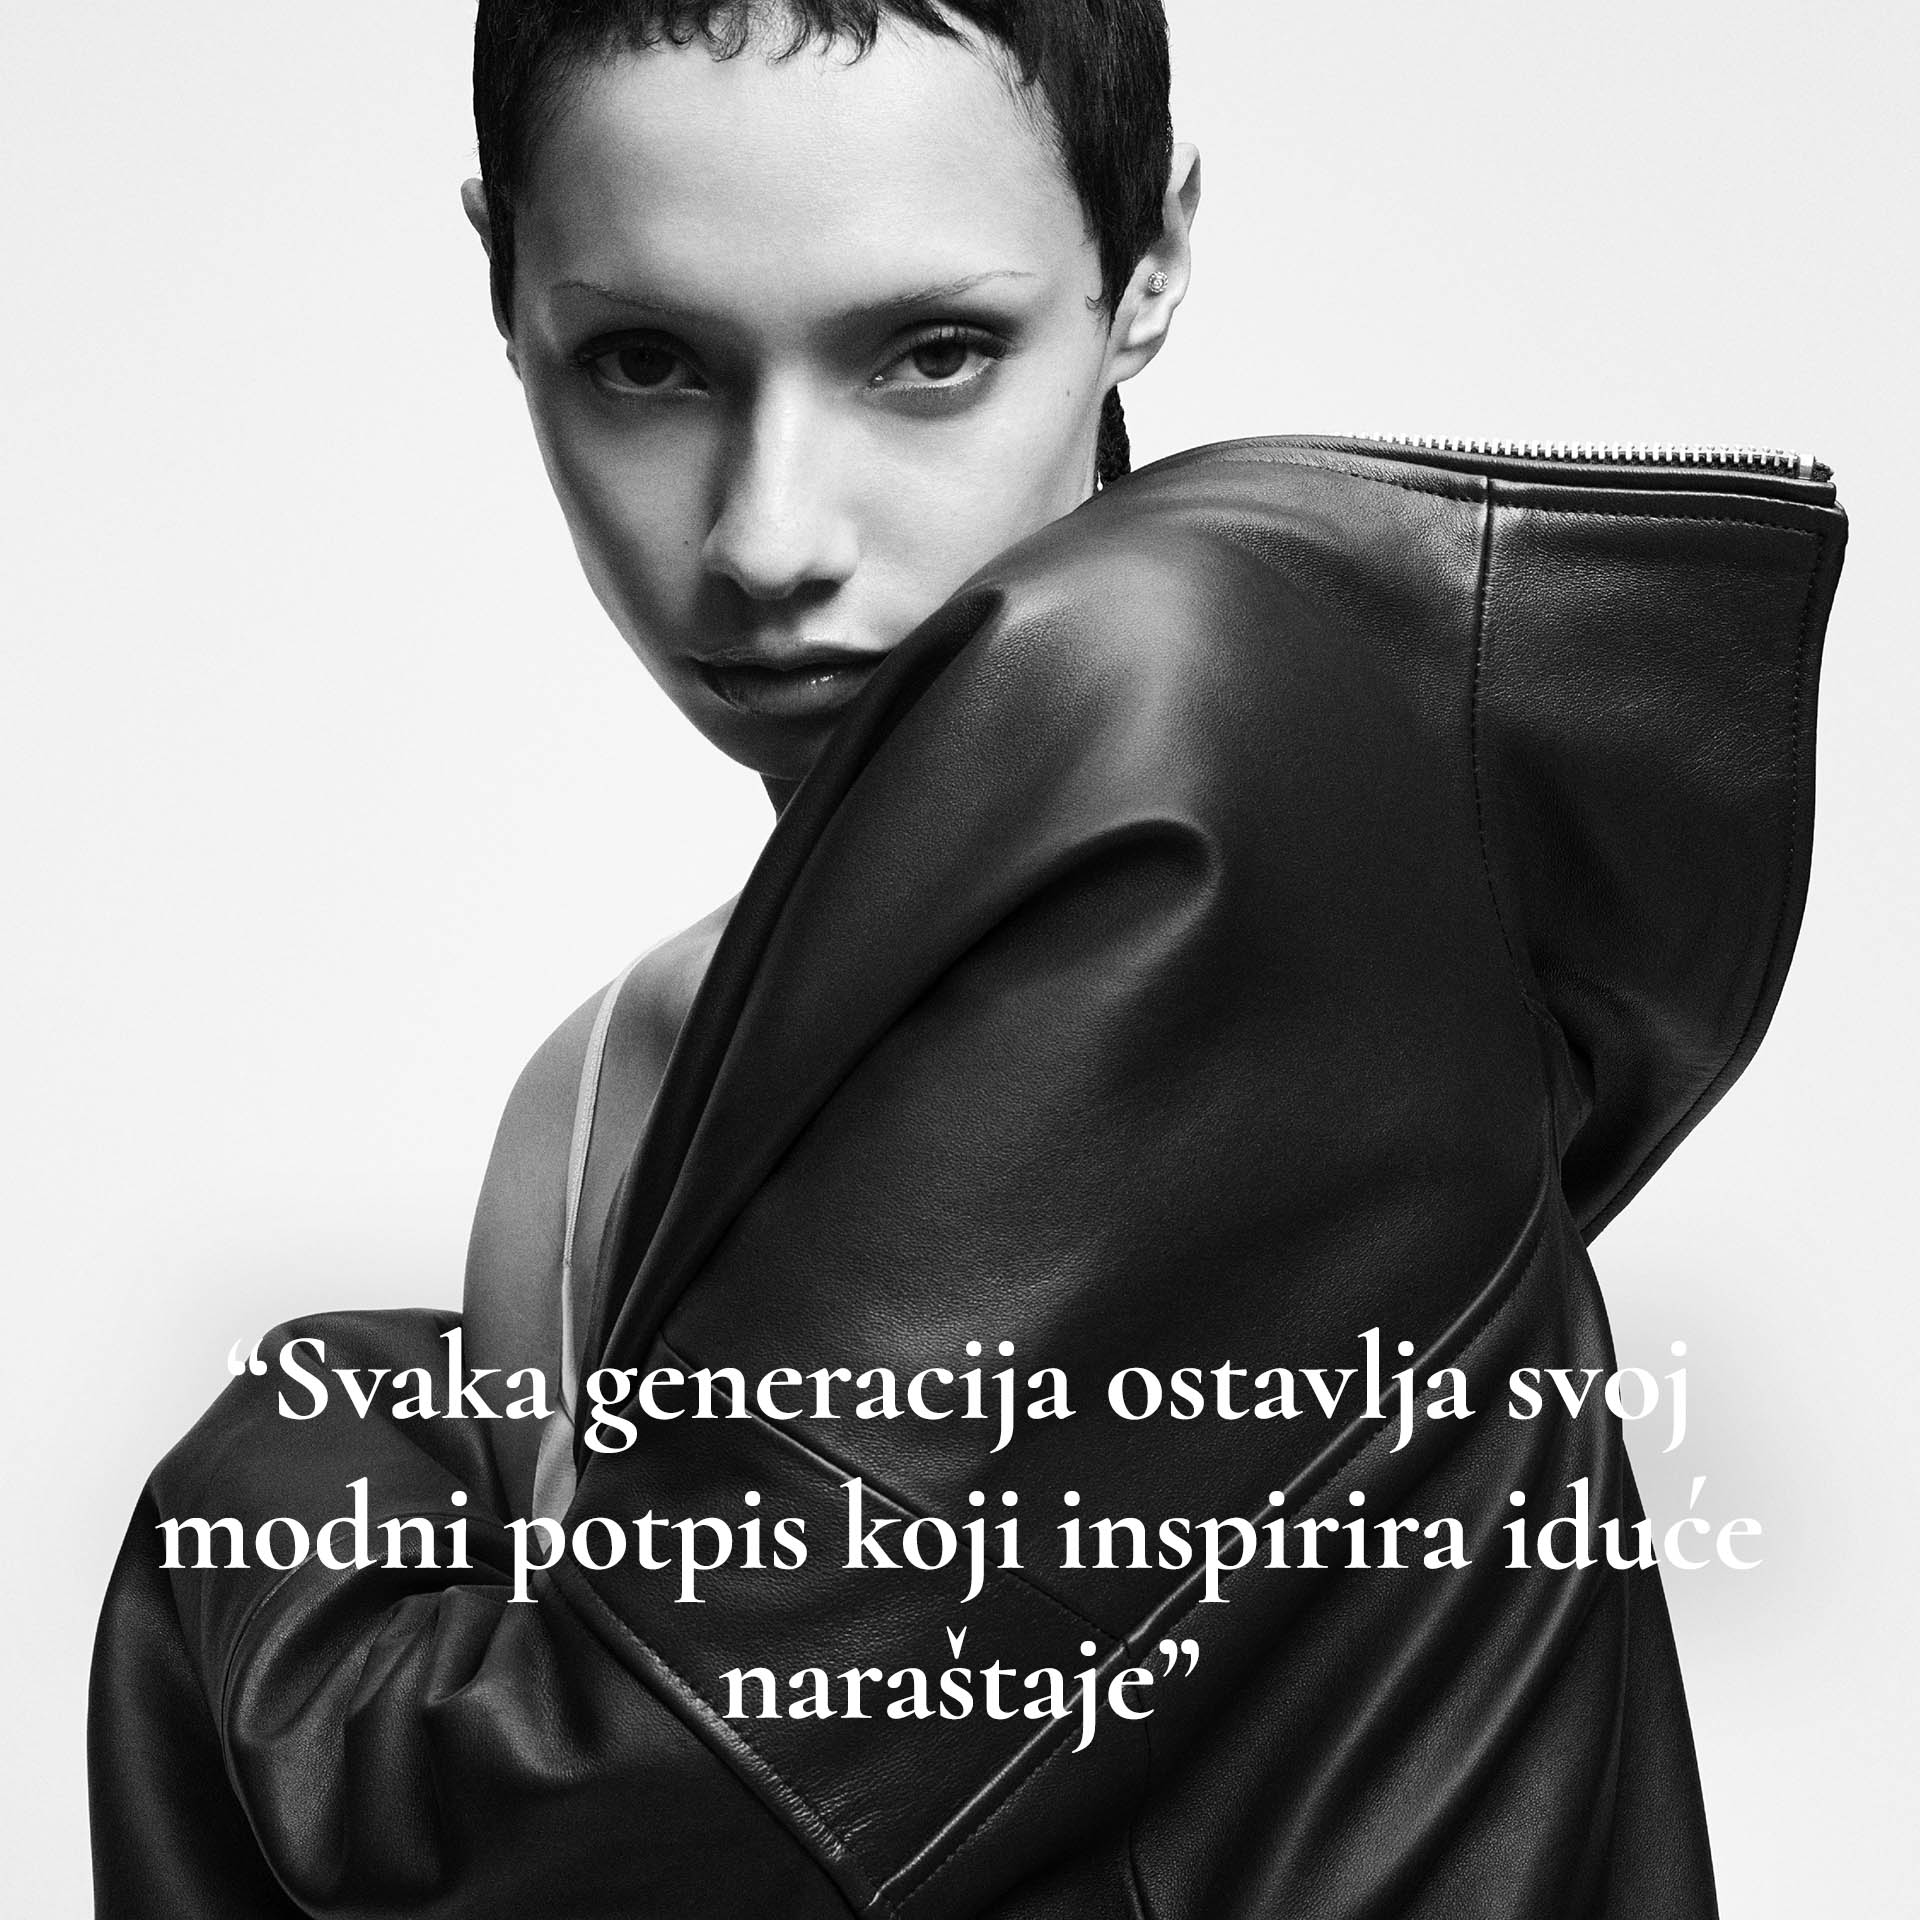 “Svaka generacija ostavlja svoj
modni potpis koji inspirira iduće
naraštaje”